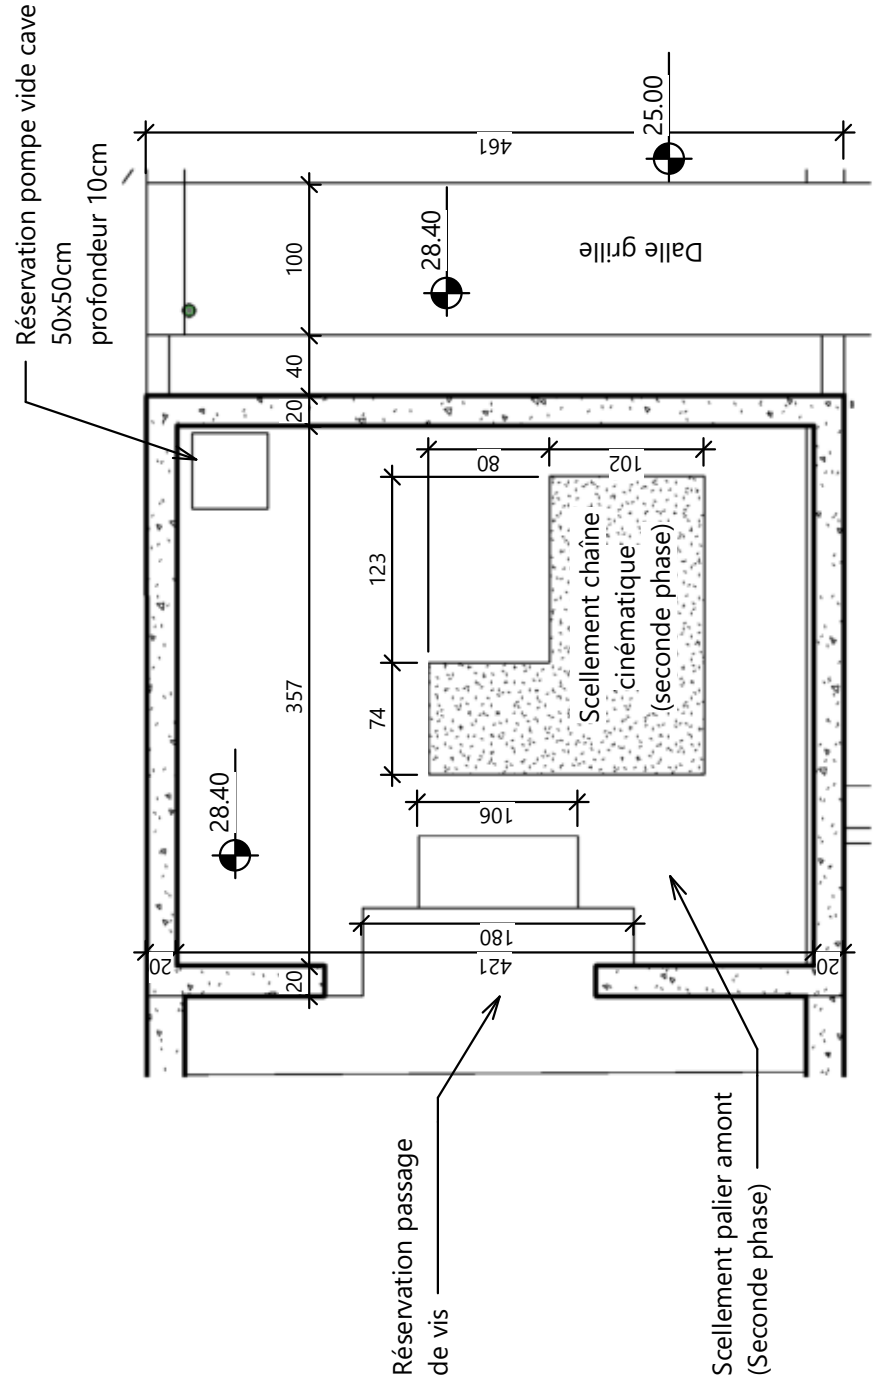 Réservation pompe vide cave
50x50cm
profondeur 10cm
461
25.00
100
28.40
Dalle grille
40
20
80
102
123
74
Scellement chaîne
cinématique
(seconde phase)
357
28.40
106
180
20
421
20
20
Réservation passage
de vis
Scellement palier amont
(Seconde phase)